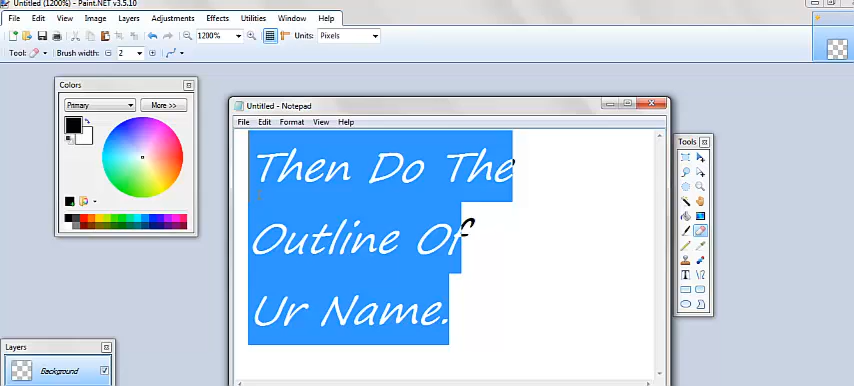 Untitled (1200%) - Paint.NET v3.5.10
File Edit View Image Layers Adjustments Effects Utilities Window Help
1200% Units: Pixels
Tool: Brush width: 2
Colors
Primary More >>
Untitled - Notepad
File Edit Format View Help
Then Do The
Outline Of
Ur Name.
Tools
Layers
Background